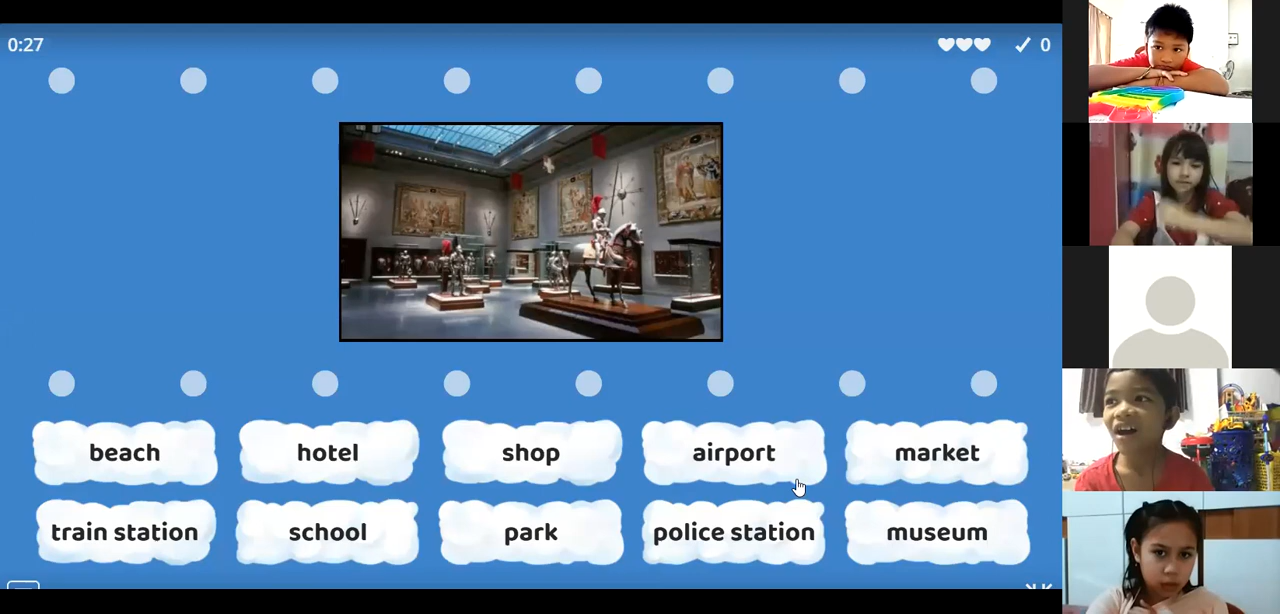 0:27
✓ 0
beach
hotel
shop
airport
market
train station
school
park
police station
museum